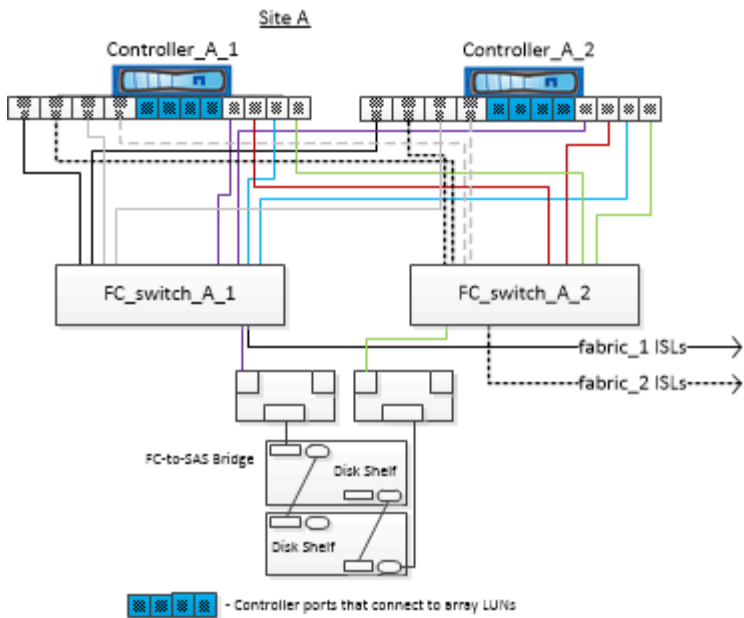 Site A
Controller_A_1
Controller_A_2
FC_switch_A_1
FC_switch_A_2
fabric_1 ISLs
fabric_2 ISLs
FC-to-SAS Bridge
Disk Shelf
Disk Shelf
- Controller ports that connect to array LUNs